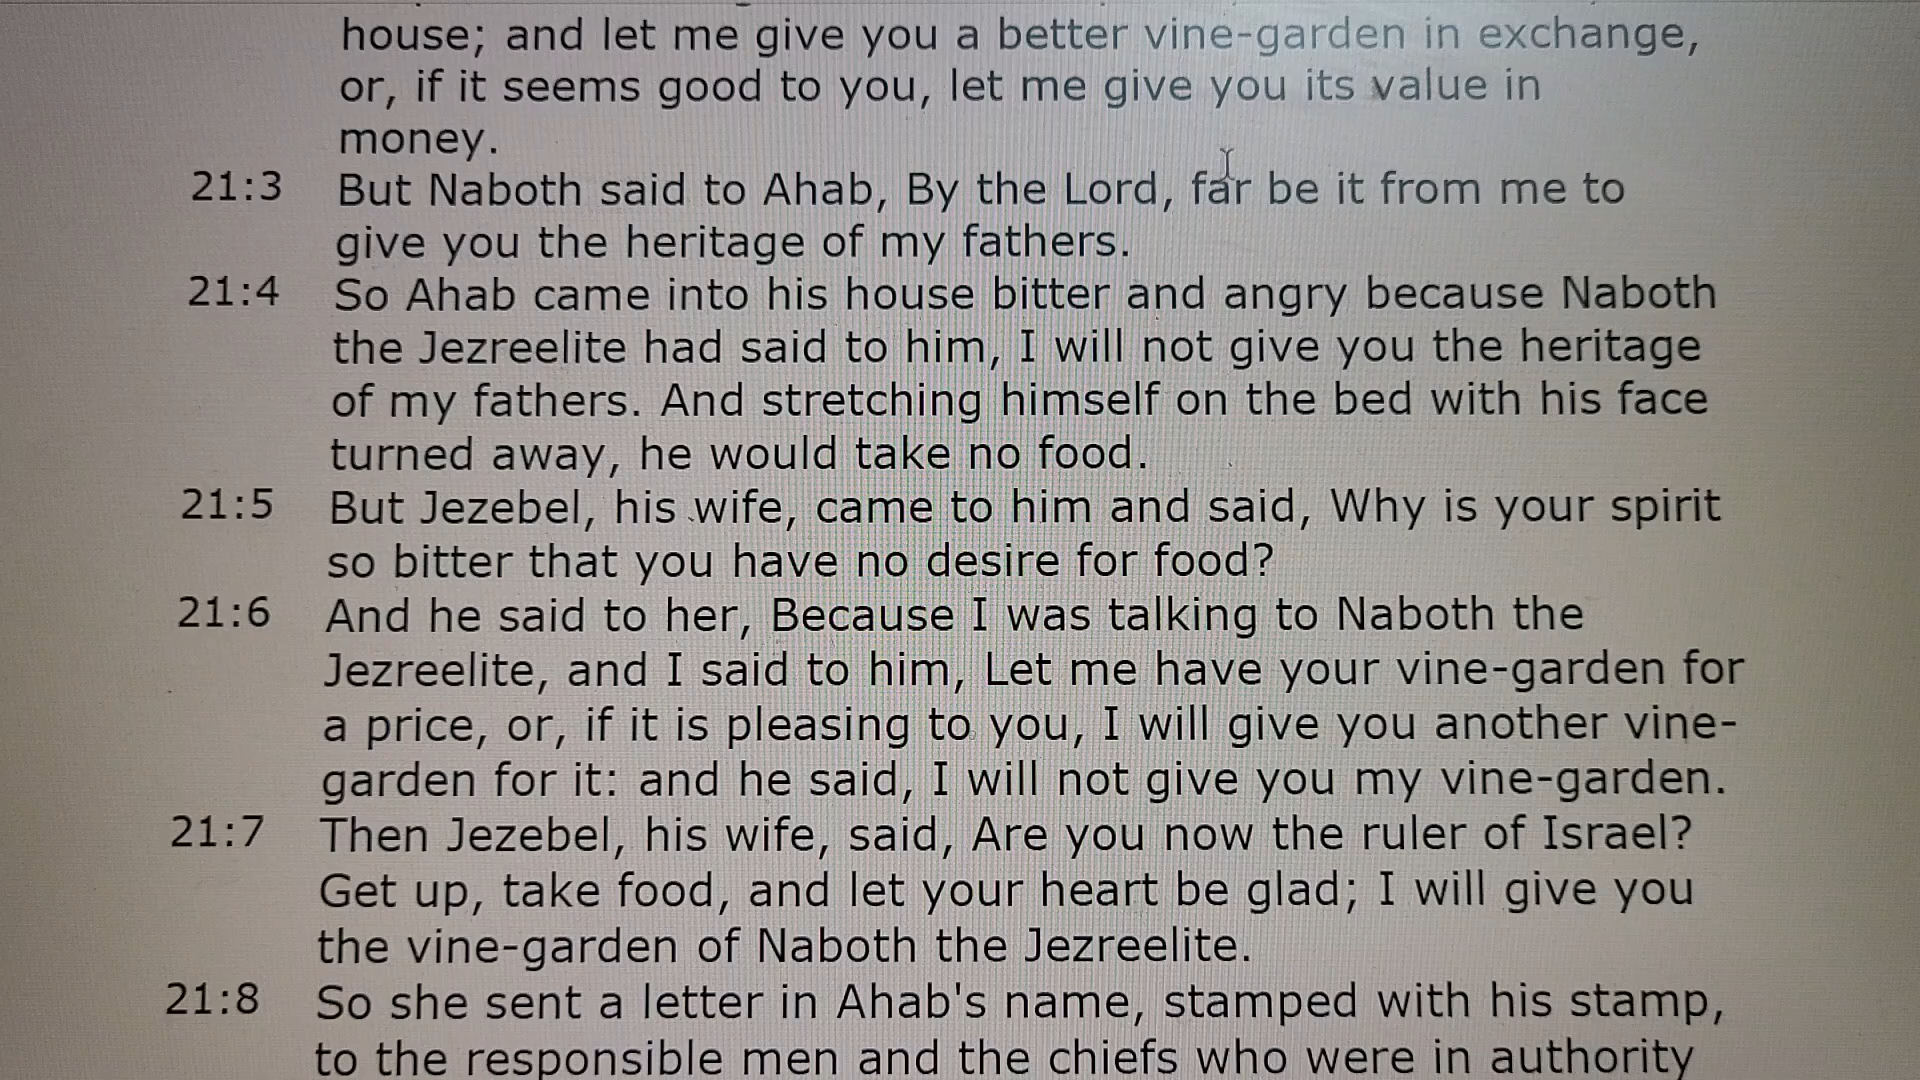 house; and let me give you a better vine-garden in exchange,
or, if it seems good to you, let me give you its value in
money.
21:3 But Naboth said to Ahab, By the Lord, far be it from me to
give you the heritage of my fathers.
21:4 So Ahab came into his house bitter and angry because Naboth
the Jezreelite had said to him, I will not give you the heritage
of my fathers. And stretching himself on the bed with his face
turned away, he would take no food.
21:5 But Jezebel, his wife, came to him and said, Why is your spirit
so bitter that you have no desire for food?
21:6 And he said to her, Because I was talking to Naboth the
Jezreelite, and I said to him, Let me have your vine-garden for
a price, or, if it is pleasing to you, I will give you another vine-
garden for it: and he said, I will not give you my vine-garden.
21:7 Then Jezebel, his wife, said, Are you now the ruler of Israel?
Get up, take food, and let your heart be glad; I will give you
the vine-garden of Naboth the Jezreelite.
21:8 So she sent a letter in Ahab's name, stamped with his stamp,
to the responsible men and the chiefs who were in authority